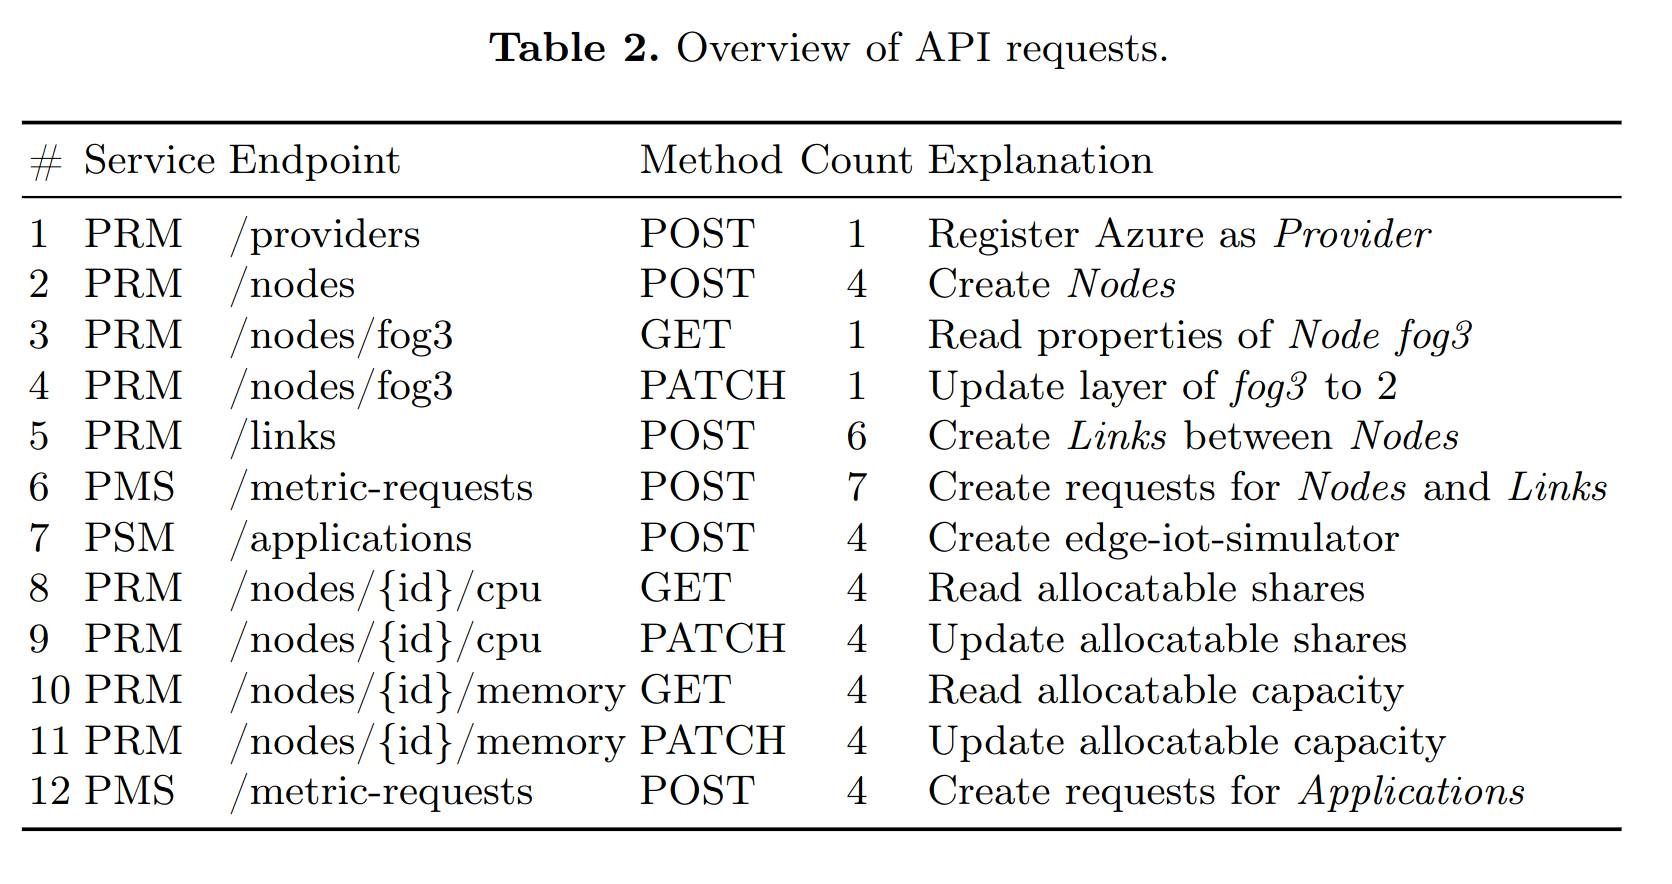 Table 2. Overview of API requests.
# Service Endpoint Method Count Explanation
1 PRM /providers POST 1 Register Azure as Provider
2 PRM /nodes POST 4 Create Nodes
3 PRM /nodes/fog3 GET 1 Read properties of Node fog3
4 PRM /nodes/fog3 PATCH 1 Update layer of fog3 to 2
5 PRM /links POST 6 Create Links between Nodes
6 PMS /metric-requests POST 7 Create requests for Nodes and Links
7 PSM /applications POST 4 Create edge-iot-simulator
8 PRM /nodes/{id}/cpu GET 4 Read allocatable shares
9 PRM /nodes/{id}/cpu PATCH 4 Update allocatable shares
10 PRM /nodes/{id}/memory GET 4 Read allocatable capacity
11 PRM /nodes/{id}/memory PATCH 4 Update allocatable capacity
12 PMS /metric-requests POST 4 Create requests for Applications